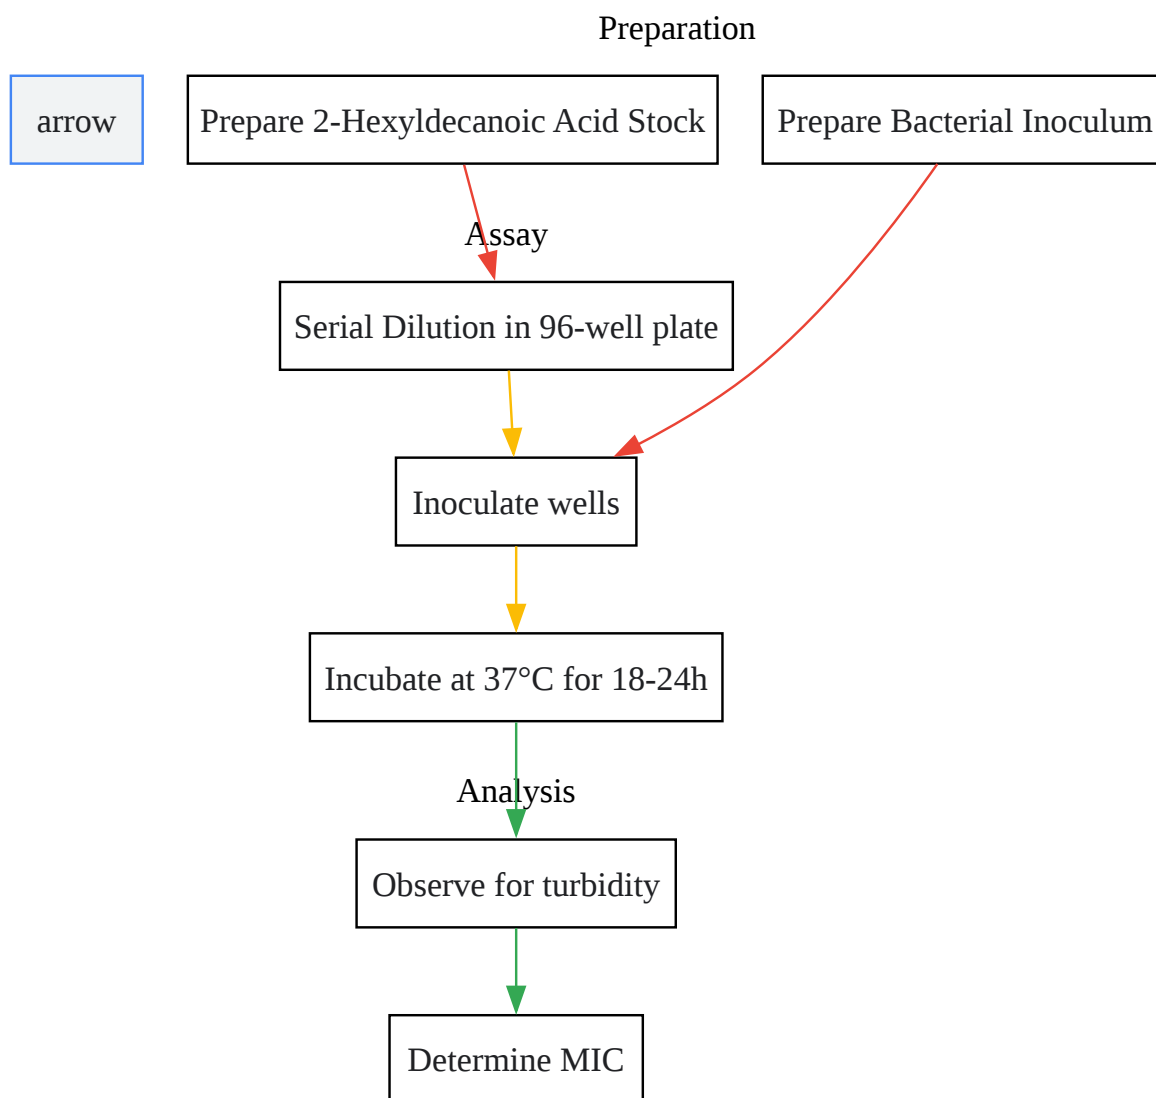 Preparation
arrow
Prepare 2-Hexyldecanoic Acid Stock
Prepare Bacterial Inoculum
Assay
Serial Dilution in 96-well plate
Inoculate wells
Incubate at 37°C for 18-24h
Analysis
Observe for turbidity
Determine MIC